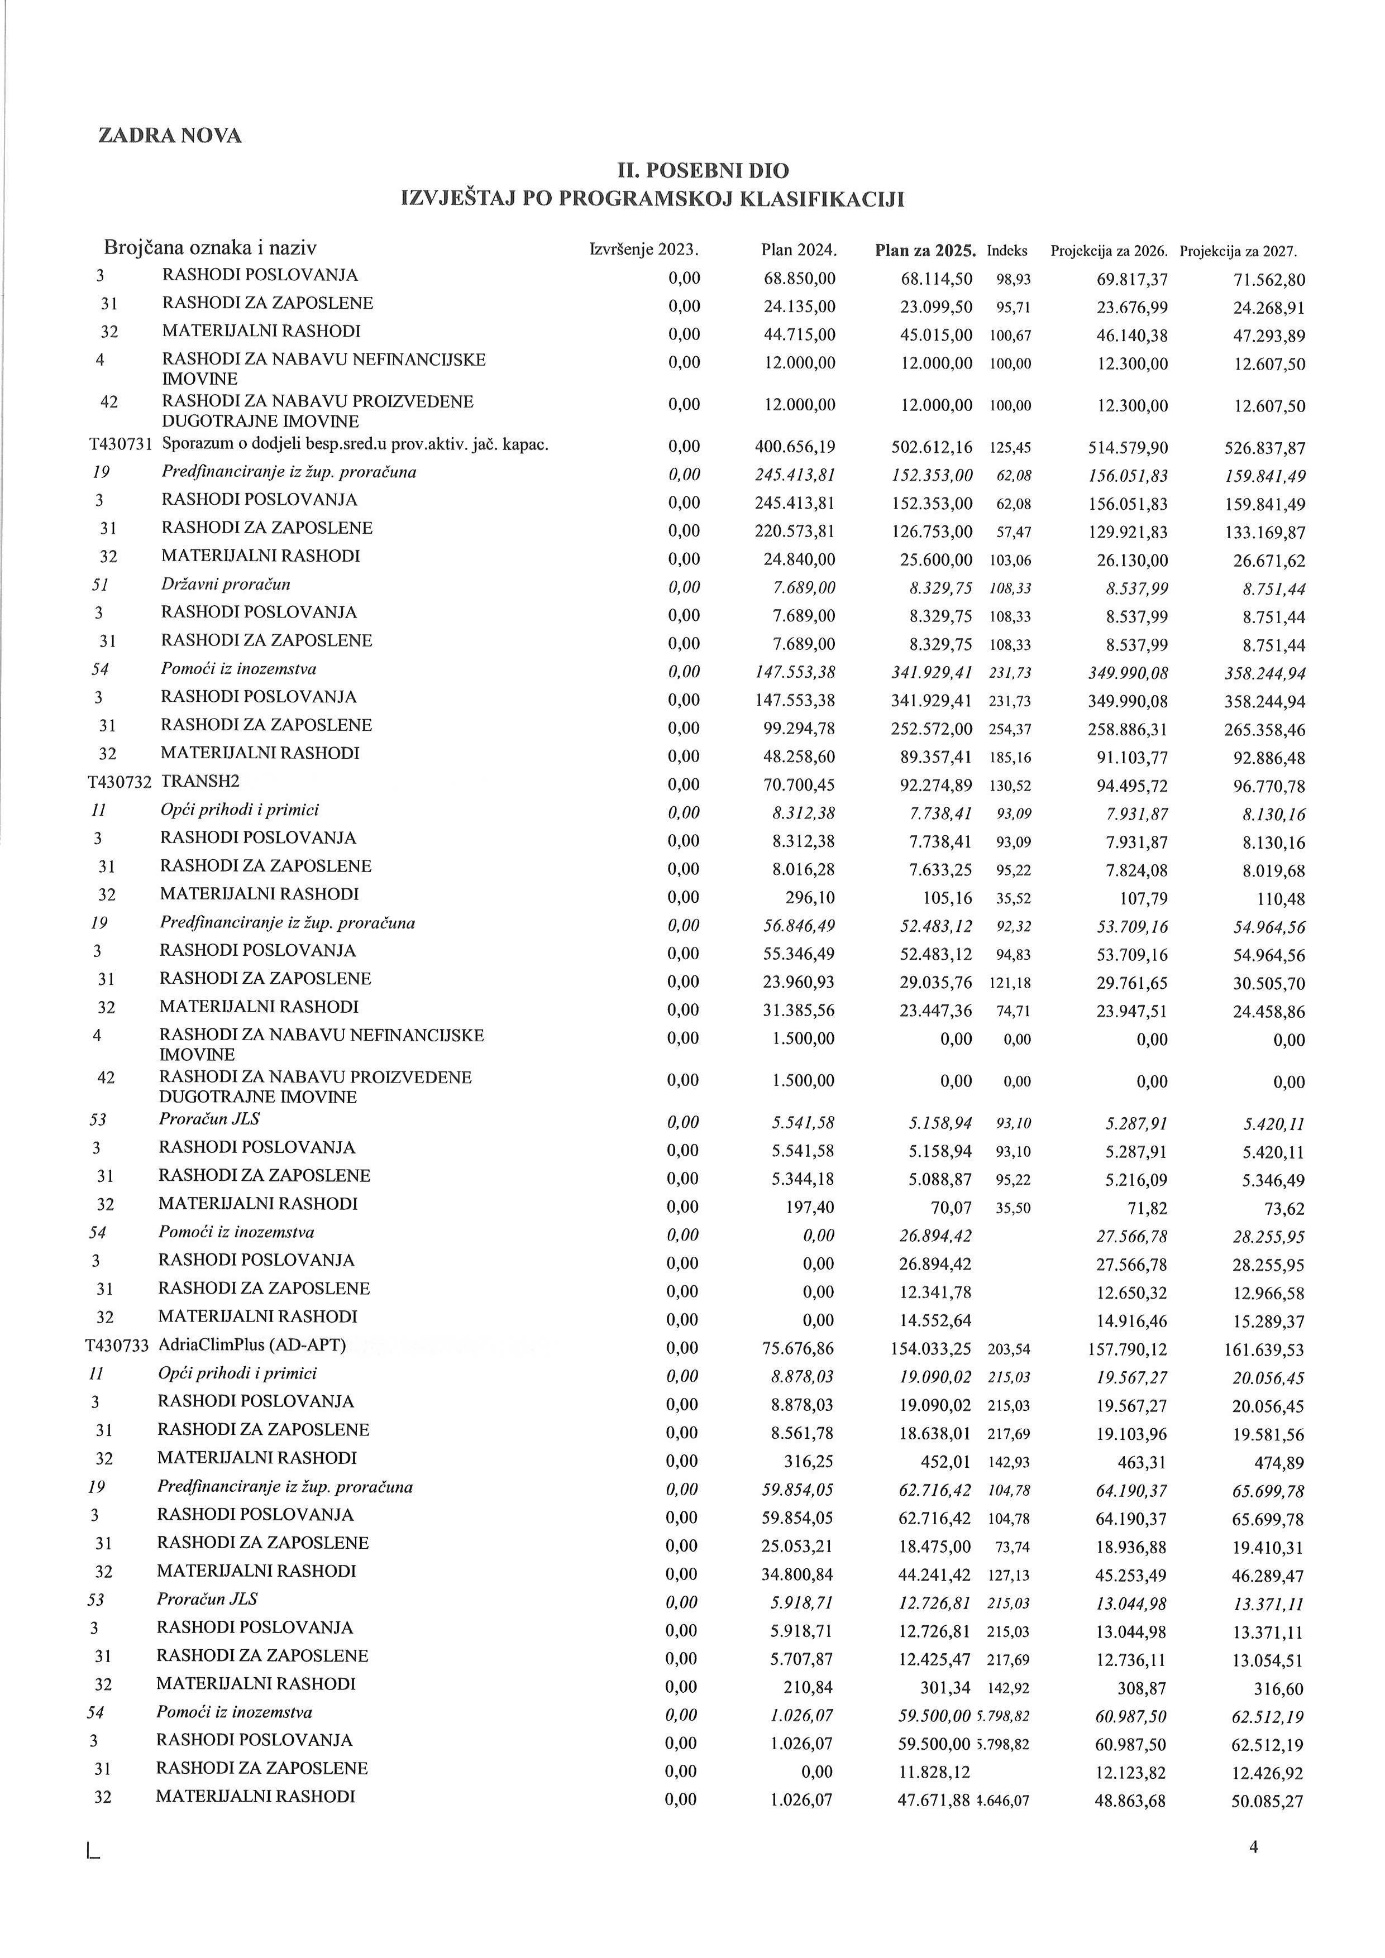 ZADRA NOVA
II. POSEBNI DIO
IZVJEŠTAJ PO PROGRAMSKOJ KLASIFIKACIJI
Brojčana oznaka i naziv Izvršenje 2023. Plan 2024. Plan za 2025. Indeks Projekcija za 2026. Projekcija za 2027.
3 RASHODI POSLOVANJA 0,00 68.850,00 68.114,50 98,93 69.817,37 71.562,80
31 RASHODI ZA ZAPOSLENE 0,00 24.135,00 23.099,50 95,71 23.676,99 24.268,91
32 MATERIJALNI RASHODI 0,00 44.715,00 45.015,00 100,67 46.140,38 47.293,89
4 RASHODI ZA NABAVU NEFINANCIJSKE 0,00 12.000,00 12.000,00 100,00 12.300,00 12.607,50
IMOVINE
42 RASHODI ZA NABAVU PROIZVEDENE 0,00 12.000,00 12.000,00 100,00 12.300,00 12.607,50
DUGOTRAJNE IMOVINE
T430731 Sporazum o dodjeli besp.sred.u prov.aktiv. jač. kapac. 0,00 400.656,19 502.612,16 125,45 514.579,90 526.837,87
19 Predfinanciranje iz žup. proračuna 0,00 245.413,81 152.353,00 62,08 156.051,83 159.841,49
3 RASHODI POSLOVANJA 0,00 245.413,81 152.353,00 62,08 156.051,83 159.841,49
31 RASHODI ZA ZAPOSLENE 0,00 220.573,81 126.753,00 57,47 129.921,83 133.169,87
32 MATERIJALNI RASHODI 0,00 24.840,00 25.600,00 103,06 26.130,00 26.671,62
51 Državni proračun 0,00 7.689,00 8.329,75 108,33 8.537,99 8.751,44
3 RASHODI POSLOVANJA 0,00 7.689,00 8.329,75 108,33 8.537,99 8.751,44
31 RASHODI ZA ZAPOSLENE 0,00 7.689,00 8.329,75 108,33 8.537,99 8.751,44
54 Pomoći iz inozemstva 0,00 147.553,38 341.929,41 231,73 349.990,08 358.244,94
3 RASHODI POSLOVANJA 0,00 147.553,38 341.929,41 231,73 349.990,08 358.244,94
31 RASHODI ZA ZAPOSLENE 0,00 99.294,78 252.572,00 254,37 258.886,31 265.358,46
32 MATERIJALNI RASHODI 0,00 48.258,60 89.357,41 185,16 91.103,77 92.886,48
T430732 TRANSH2 0,00 70.700,45 92.274,89 130,52 94.495,72 96.770,78
11 Opći prihodi i primici 0,00 8.312,38 7.738,41 93,09 7.931,87 8.130,16
3 RASHODI POSLOVANJA 0,00 8.312,38 7.738,41 93,09 7.931,87 8.130,16
31 RASHODI ZA ZAPOSLENE 0,00 8.016,28 7.633,25 95,22 7.824,08 8.019,68
32 MATERIJALNI RASHODI 0,00 296,10 105,16 35,52 107,79 110,48
19 Predfinanciranje iz žup. proračuna 0,00 56.846,49 52.483,12 92,32 53.709,16 54.964,56
3 RASHODI POSLOVANJA 0,00 55.346,49 52.483,12 94,83 53.709,16 54.964,56
31 RASHODI ZA ZAPOSLENE 0,00 23.960,93 29.035,76 121,18 29.761,65 30.505,70
32 MATERIJALNI RASHODI 0,00 31.385,56 23.447,36 74,71 23.947,51 24.458,86
4 RASHODI ZA NABAVU NEFINANCIJSKE 0,00 1.500,00 0,00 0,00 0,00 0,00
IMOVINE
42 RASHODI ZA NABAVU PROIZVEDENE 0,00 1.500,00 0,00 0,00 0,00 0,00
DUGOTRAJNE IMOVINE
53 Proračun JLS 0,00 5.541,58 5.158,94 93,10 5.287,91 5.420,11
3 RASHODI POSLOVANJA 0,00 5.541,58 5.158,94 93,10 5.287,91 5.420,11
31 RASHODI ZA ZAPOSLENE 0,00 5.344,18 5.088,87 95,22 5.216,09 5.346,49
32 MATERIJALNI RASHODI 0,00 197,40 70,07 35,50 71,82 73,62
54 Pomoći iz inozemstva 0,00 0,00 26.894,42 27.566,78 28.255,95
3 RASHODI POSLOVANJA 0,00 0,00 26.894,42 27.566,78 28.255,95
31 RASHODI ZA ZAPOSLENE 0,00 0,00 12.341,78 12.650,32 12.966,58
32 MATERIJALNI RASHODI 0,00 0,00 14.552,64 14.916,46 15.289,37
T430733 AdriaClimPlus (AD-APT) 0,00 75.676,86 154.033,25 203,54 157.790,12 161.639,53
11 Opći prihodi i primici 0,00 8.878,03 19.090,02 215,03 19.567,27 20.056,45
3 RASHODI POSLOVANJA 0,00 8.878,03 19.090,02 215,03 19.567,27 20.056,45
31 RASHODI ZA ZAPOSLENE 0,00 8.561,78 18.638,01 217,69 19.103,96 19.581,56
32 MATERIJALNI RASHODI 0,00 316,25 452,01 142,93 463,31 474,89
19 Predfinanciranje iz žup. proračuna 0,00 59.854,05 62.716,42 104,78 64.190,37 65.699,78
3 RASHODI POSLOVANJA 0,00 59.854,05 62.716,42 104,78 64.190,37 65.699,78
31 RASHODI ZA ZAPOSLENE 0,00 25.053,21 18.475,00 73,74 18.936,88 19.410,31
32 MATERIJALNI RASHODI 0,00 34.800,84 44.241,42 127,13 45.253,49 46.289,47
53 Proračun JLS 0,00 5.918,71 12.726,81 215,03 13.044,98 13.371,11
3 RASHODI POSLOVANJA 0,00 5.918,71 12.726,81 215,03 13.044,98 13.371,11
31 RASHODI ZA ZAPOSLENE 0,00 5.707,87 12.425,47 217,69 12.736,11 13.054,51
32 MATERIJALNI RASHODI 0,00 210,84 301,34 142,92 308,87 316,60
54 Pomoći iz inozemstva 0,00 1.026,07 59.500,00 5.798,82 60.987,50 62.512,19
3 RASHODI POSLOVANJA 0,00 1.026,07 59.500,00 5.798,82 60.987,50 62.512,19
31 RASHODI ZA ZAPOSLENE 0,00 0,00 11.828,12 12.123,82 12.426,92
32 MATERIJALNI RASHODI 0,00 1.026,07 47.671,88 4.646,07 48.863,68 50.085,27
4